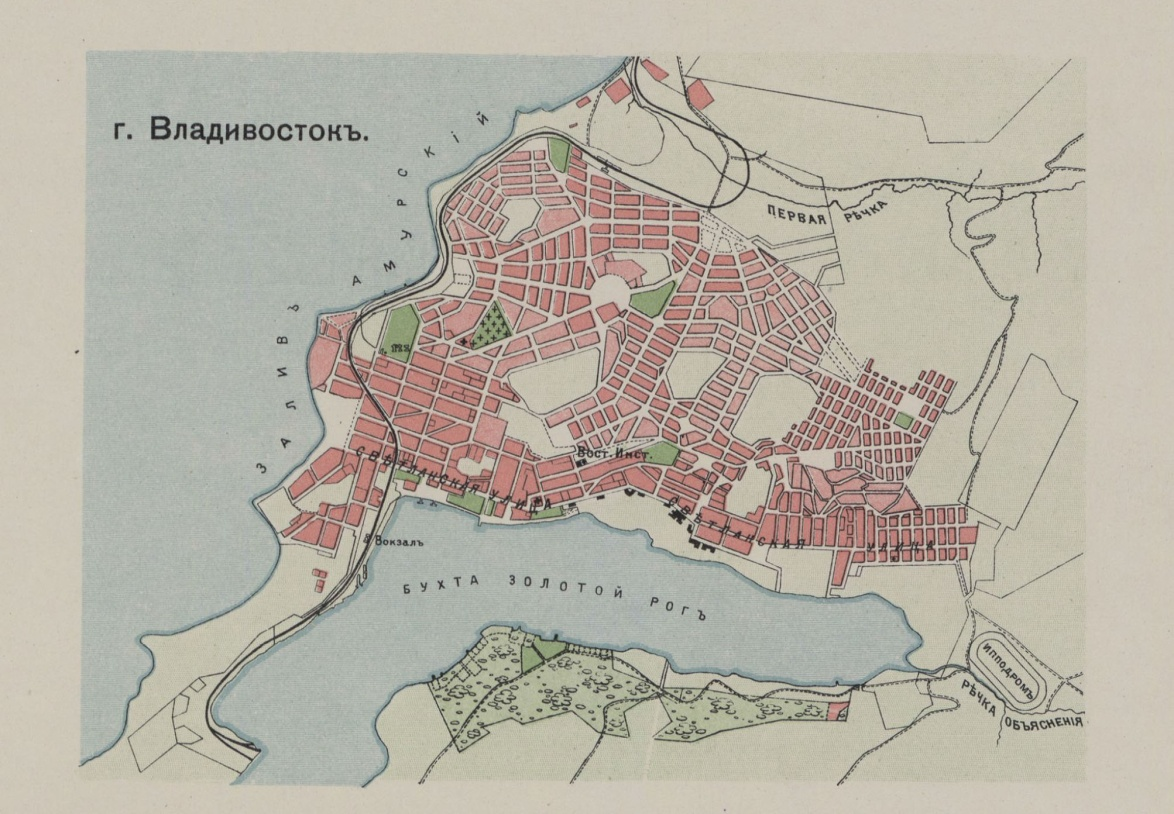 г. Владивостокъ.
ЗАЛИВЪ АМУРСКІЙ
ПЕРВАЯ РѢЧКА
Вост. Инст.
СВѢТЛАНСКАЯ УЛИЦА
СВѢТЛАНСКАЯ УЛИЦА
Вокзалъ
БУХТА ЗОЛОТОЙ РОГЪ
ИППОДРОМЪ
РѢЧКА ОБЪЯСНЕНІЯ